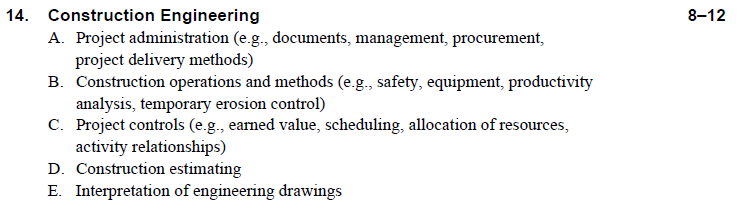 14. Construction Engineering 8–12
A. Project administration (e.g., documents, management, procurement,
project delivery methods)
B. Construction operations and methods (e.g., safety, equipment, productivity
analysis, temporary erosion control)
C. Project controls (e.g., earned value, scheduling, allocation of resources,
activity relationships)
D. Construction estimating
E. Interpretation of engineering drawings